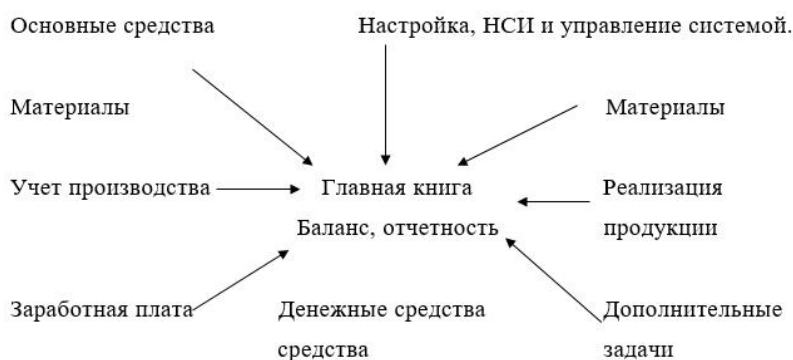 Основные средства
Настройка, НСИ и управление системой.
Материалы
Материалы
Учет производства
Главная книга
Реализация
Баланс, отчетность
продукции
Заработная плата
Денежные средства
Дополнительные
средства
задачи